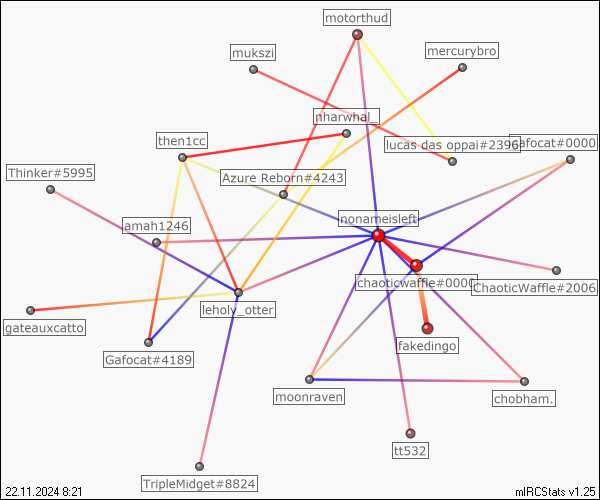 motorthud
mukszi
mercurybro
nharwhal_
then1cc
lucas das oppai#2396
Gafocat#0000
Thinker#5995
Azure Reborn#4243
nonameisleft
amah1246
chaoticwaffle#0000
ChaoticWaffle#2006
leholy_otter
gateauxcatto
fakedingo
Gafocat#4189
moonraven
chobham.
tt532
TripleMidget#8824
22.11.2024 8:21
mIRCStats v1.25